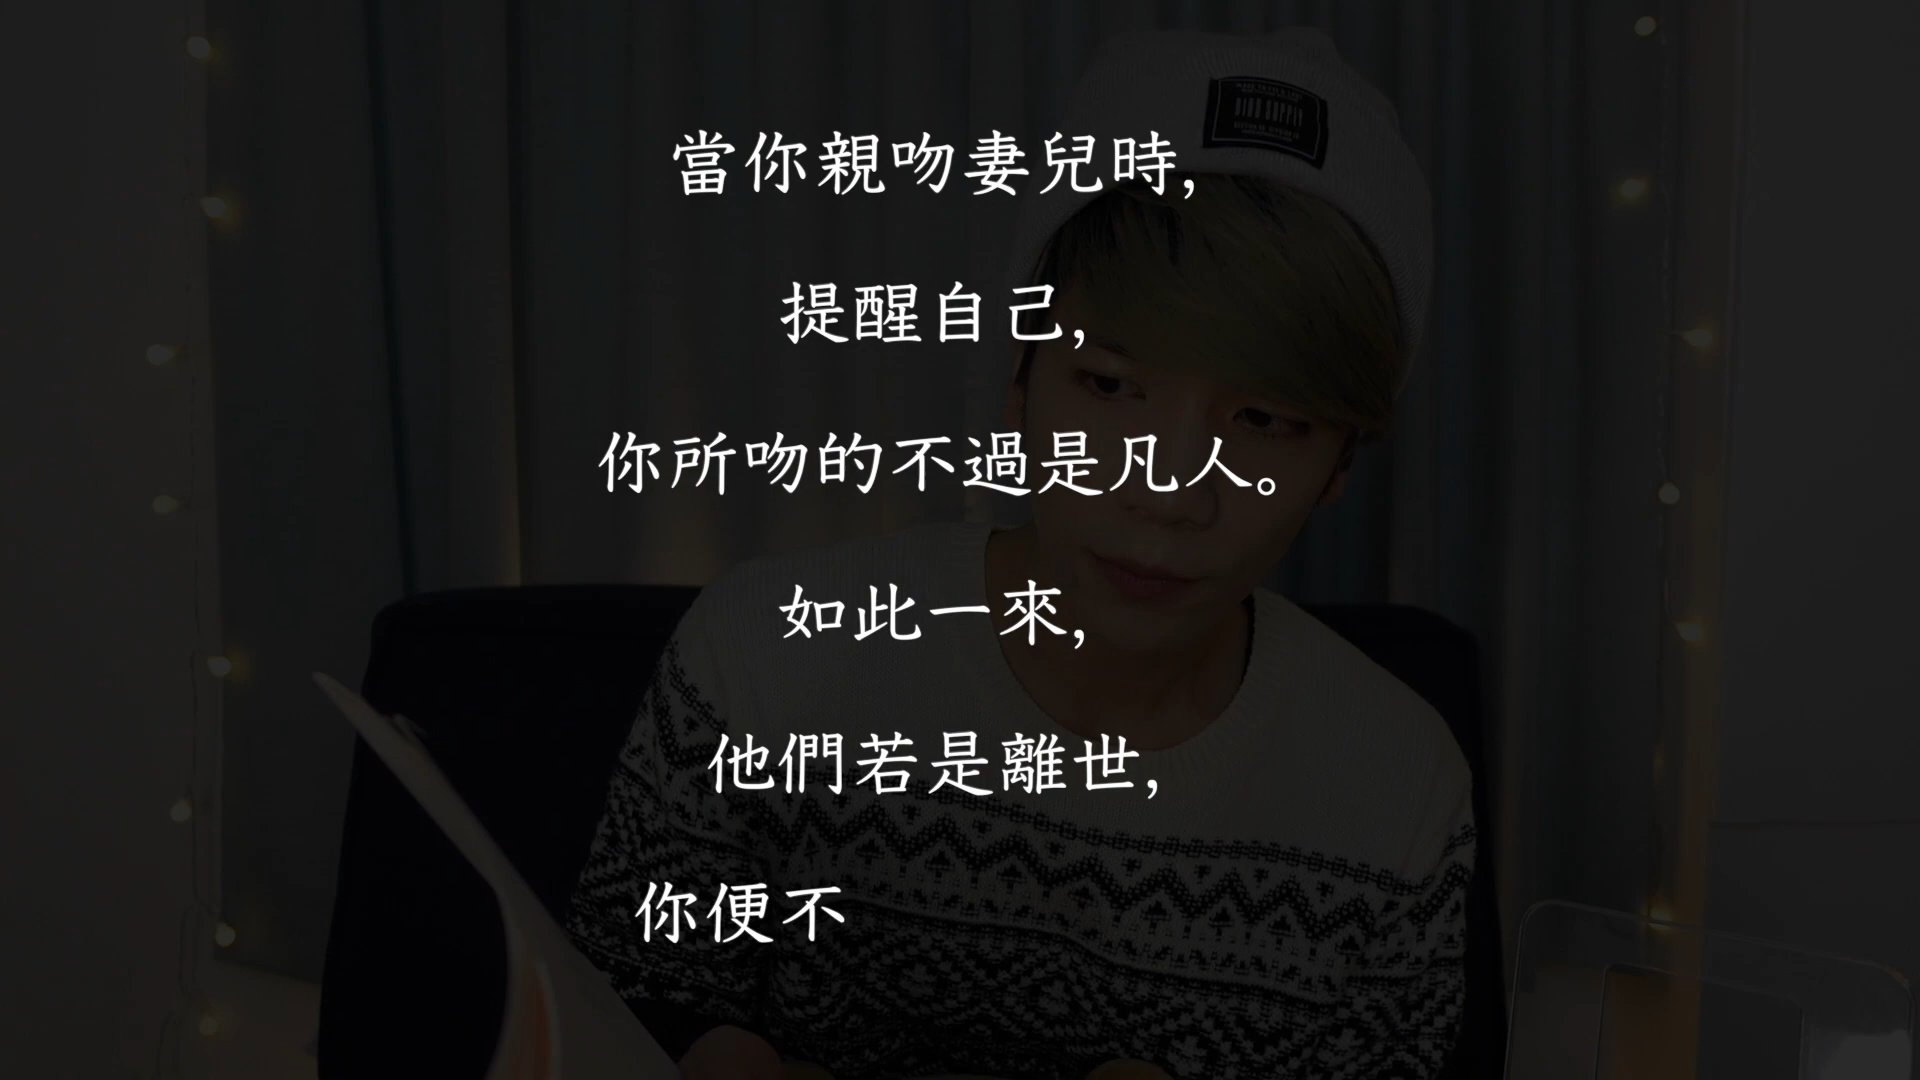 當你親吻妻兒時,
提醒自己,
你所吻的不過是凡人。
如此一來,
他們若是離世,
你便不